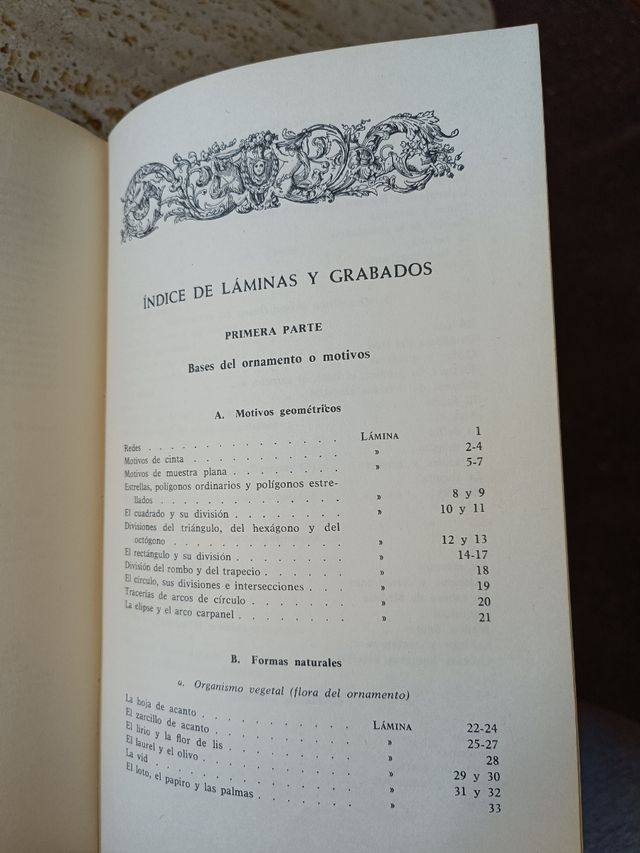 ÍNDICE DE LÁMINAS Y GRABADOS
PRIMERA PARTE
Bases del ornamento o motivos
A. Motivos geométricos
Redes . . . . . . . . . . . . . . LÁMINA 1
Motivos de cinta . . . . . . . . . . . » 2-4
Motivos de muestra plana . . . . . . . . » 5-7
Estrellas, polígonos ordinarios y polígonos estre-
llados . . . . . . . . . . . . . » 8 y 9
El cuadrado y su división . . . . . . . . » 10 y 11
Divisiones del triángulo, del hexágono y del
octógono . . . . . . . . . . . . » 12 y 13
El rectángulo y su división . . . . . . . » 14-17
División del rombo y del trapecio . . . . . . » 18
El círculo, sus divisiones e intersecciones . . . » 19
Tracerías de arcos de círculo . . . . . . . » 20
La elipse y el arco carpanel . . . . . . . » 21
B. Formas naturales
a. Organismo vegetal (flora del ornamento)
La hoja de acanto . . . . . . . . . . LÁMINA 22-24
El zarcillo de acanto . . . . . . . . . » 25-27
El lirio y la flor de lis . . . . . . . . » 28
El laurel y el olivo . . . . . . . . . » 29 y 30
La vid . . . . . . . . . . . . . » 31 y 32
El loto, el papiro y las palmas . . . . . . » 33